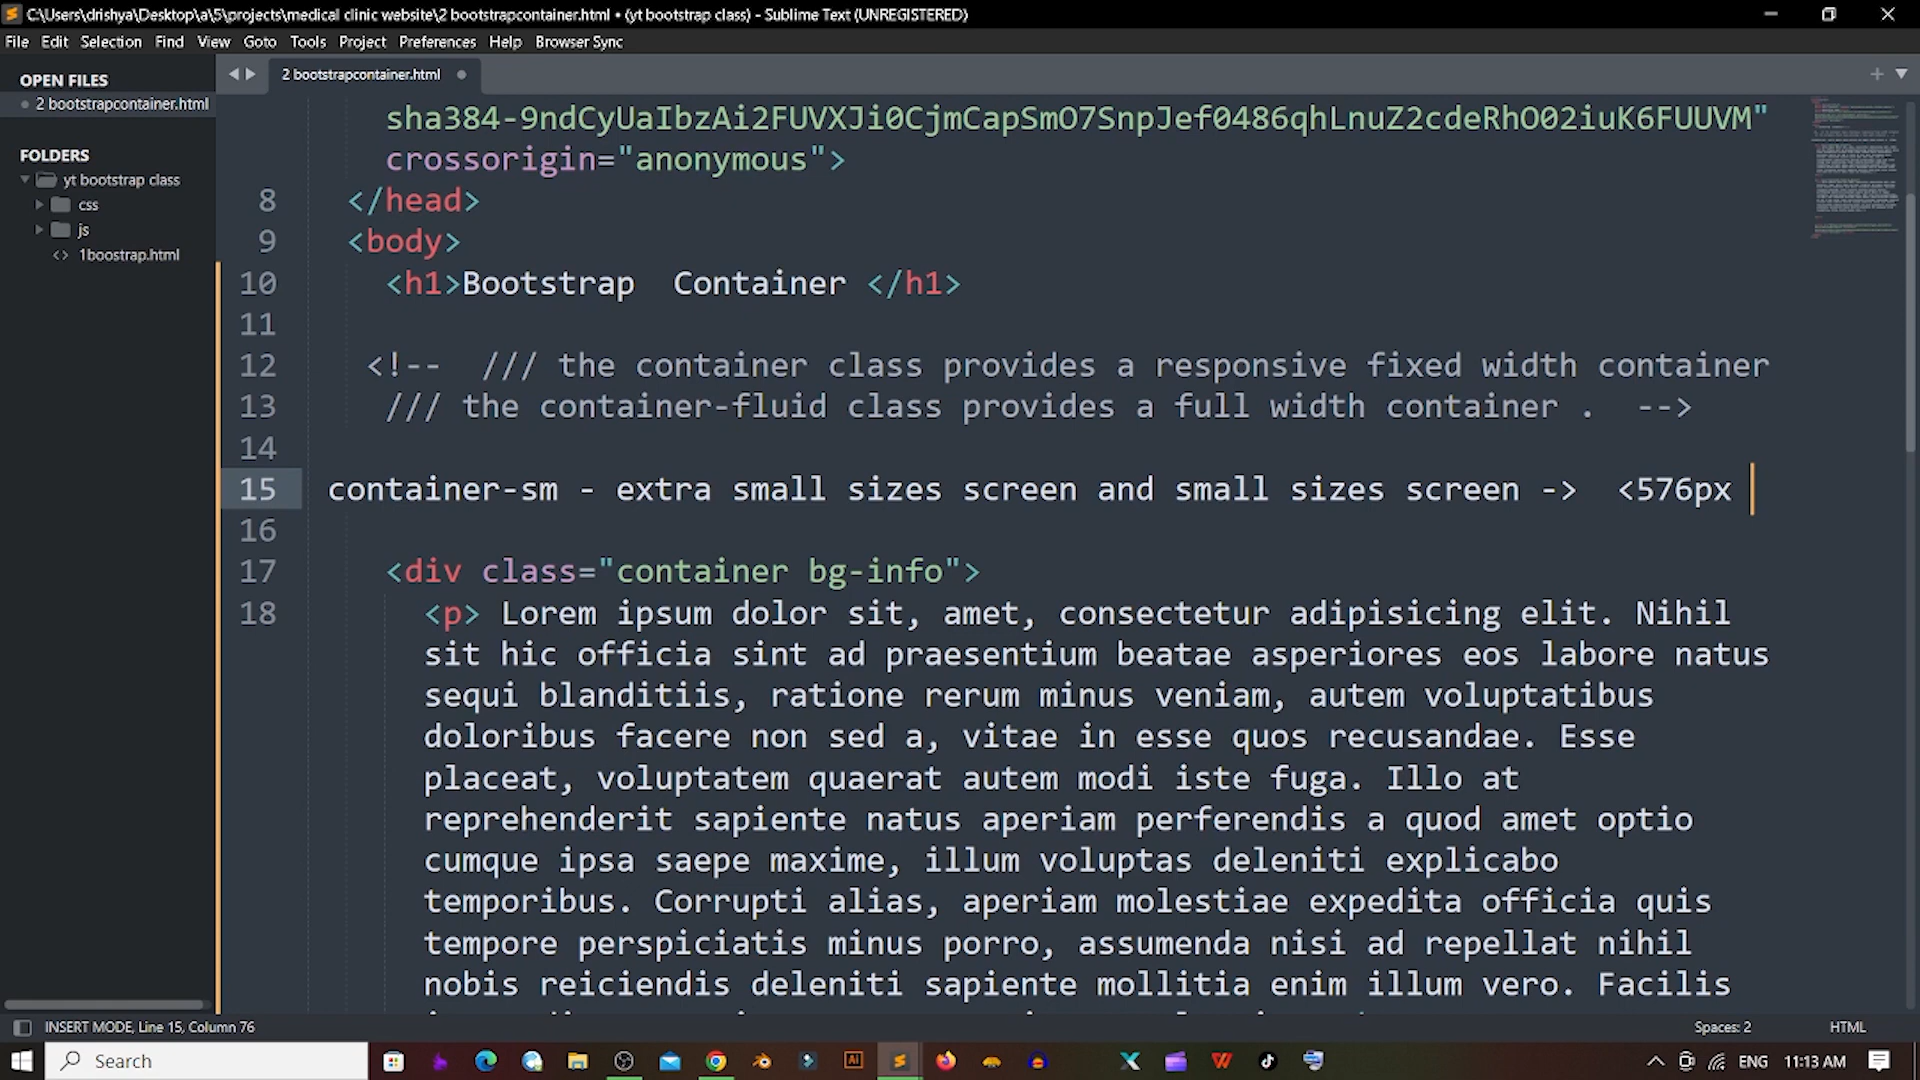 C:\Users\drishya\Desktop\a\5\projects\medical clinic website\2 bootstrapcontainer.html • (yt bootstrap class) - Sublime Text (UNREGISTERED)
File Edit Selection Find View Goto Tools Project Preferences Help Browser Sync
OPEN FILES
2 bootstrapcontainer.html
FOLDERS
yt bootstrap class
css
js
<> 1boostrap.html
2 bootstrapcontainer.html
sha384-9ndCyUaIbzAi2FUVXJi0CjmCapSmO7SnpJef0486qhLnuZ2cdeRhO02iuK6FUUVM"
crossorigin="anonymous">
8 </head>
9 <body>
10 <h1>Bootstrap  Container </h1>
11
12 <!--  /// the container class provides a responsive fixed width container
13 /// the container-fluid class provides a full width container .  -->
14
15 container-sm - extra small sizes screen and small sizes screen ->  <576px
16
17 <div class="container bg-info">
18 <p> Lorem ipsum dolor sit, amet, consectetur adipisicing elit. Nihil
sit hic officia sint ad praesentium beatae asperiores eos labore natus
sequi blanditiis, ratione rerum minus veniam, autem voluptatibus
doloribus facere non sed a, vitae in esse quos recusandae. Esse
placeat, voluptatem quaerat autem modi iste fuga. Illo at
reprehenderit sapiente natus aperiam perferendis a quod amet optio
cumque ipsa saepe maxime, illum voluptas deleniti explicabo
temporibus. Corrupti alias, aperiam molestiae expedita officia quis
tempore perspiciatis minus porro, assumenda nisi ad repellat nihil
nobis reiciendis deleniti sapiente mollitia enim illum vero. Facilis
INSERT MODE, Line 15, Column 76
Spaces: 2
HTML
Search
ENG
11:13 AM